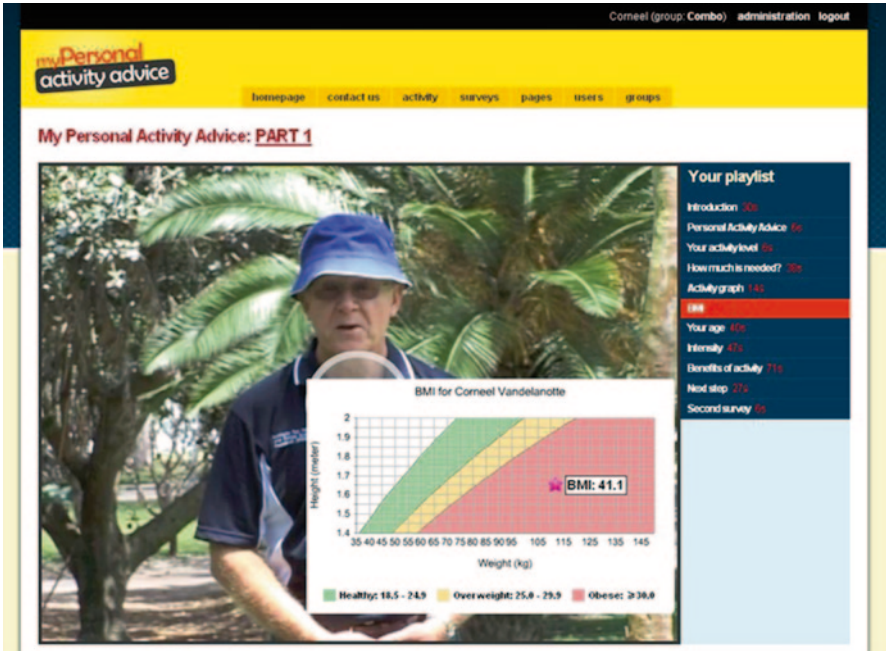 Corneel (group: Combo) administration logout
myPersonal
activity advice
homepage contact us activity surveys pages users groups
My Personal Activity Advice: PART 1
Your playlist
Introduction 30s
Personal Activity Advice 6s
Your activity level 6s
How much is needed?
Activity graph 14s
BMI
Your age 40s
Intensity 47s
Benefits of activity 71s
Next step 27s
Second survey 6s
BMI for Corneel Vandelanotte
Height (meter)
2
1.9
1.8
1.7
1.6
1.5
1.4
BMI: 41.1
35 40 45 50 55 60 65 70 75 80 85 90 95 105 115 125 135 145
Weight (kg)
Healthy: 18.5 - 24.9 Overweight: 25.0 - 29.9 Obese: ≥30.0